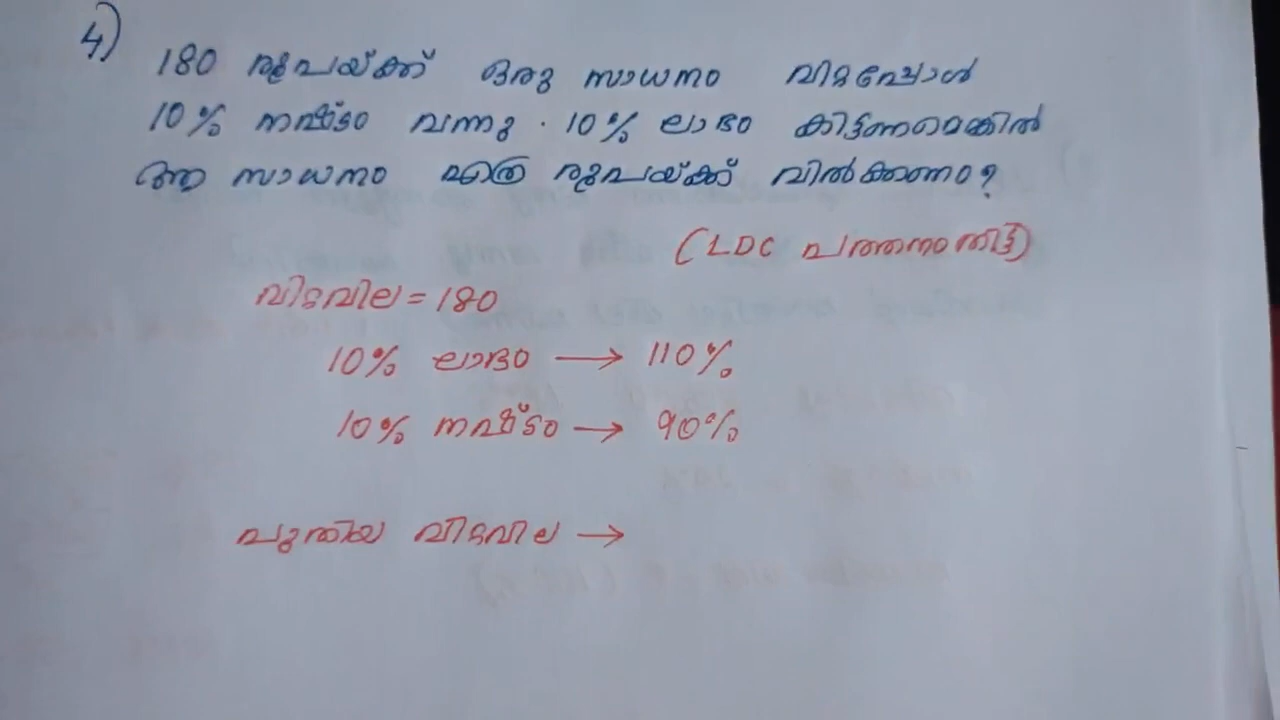 4) 180 രൂപയ്ക്ക് ഒരു സാധനം വിറ്റപ്പോൾ
10% നഷ്ടം വന്നു . 10% ലാഭം കിട്ടണമെങ്കിൽ
ആ സാധനം എത്ര രൂപയ്ക്ക് വിൽക്കണം?
(LDC പത്തനംതിട്ട)
വിറ്റവില = 180
10% ലാഭം → 110%
10% നഷ്ടം → 90%
പുതിയ വിറ്റവില →